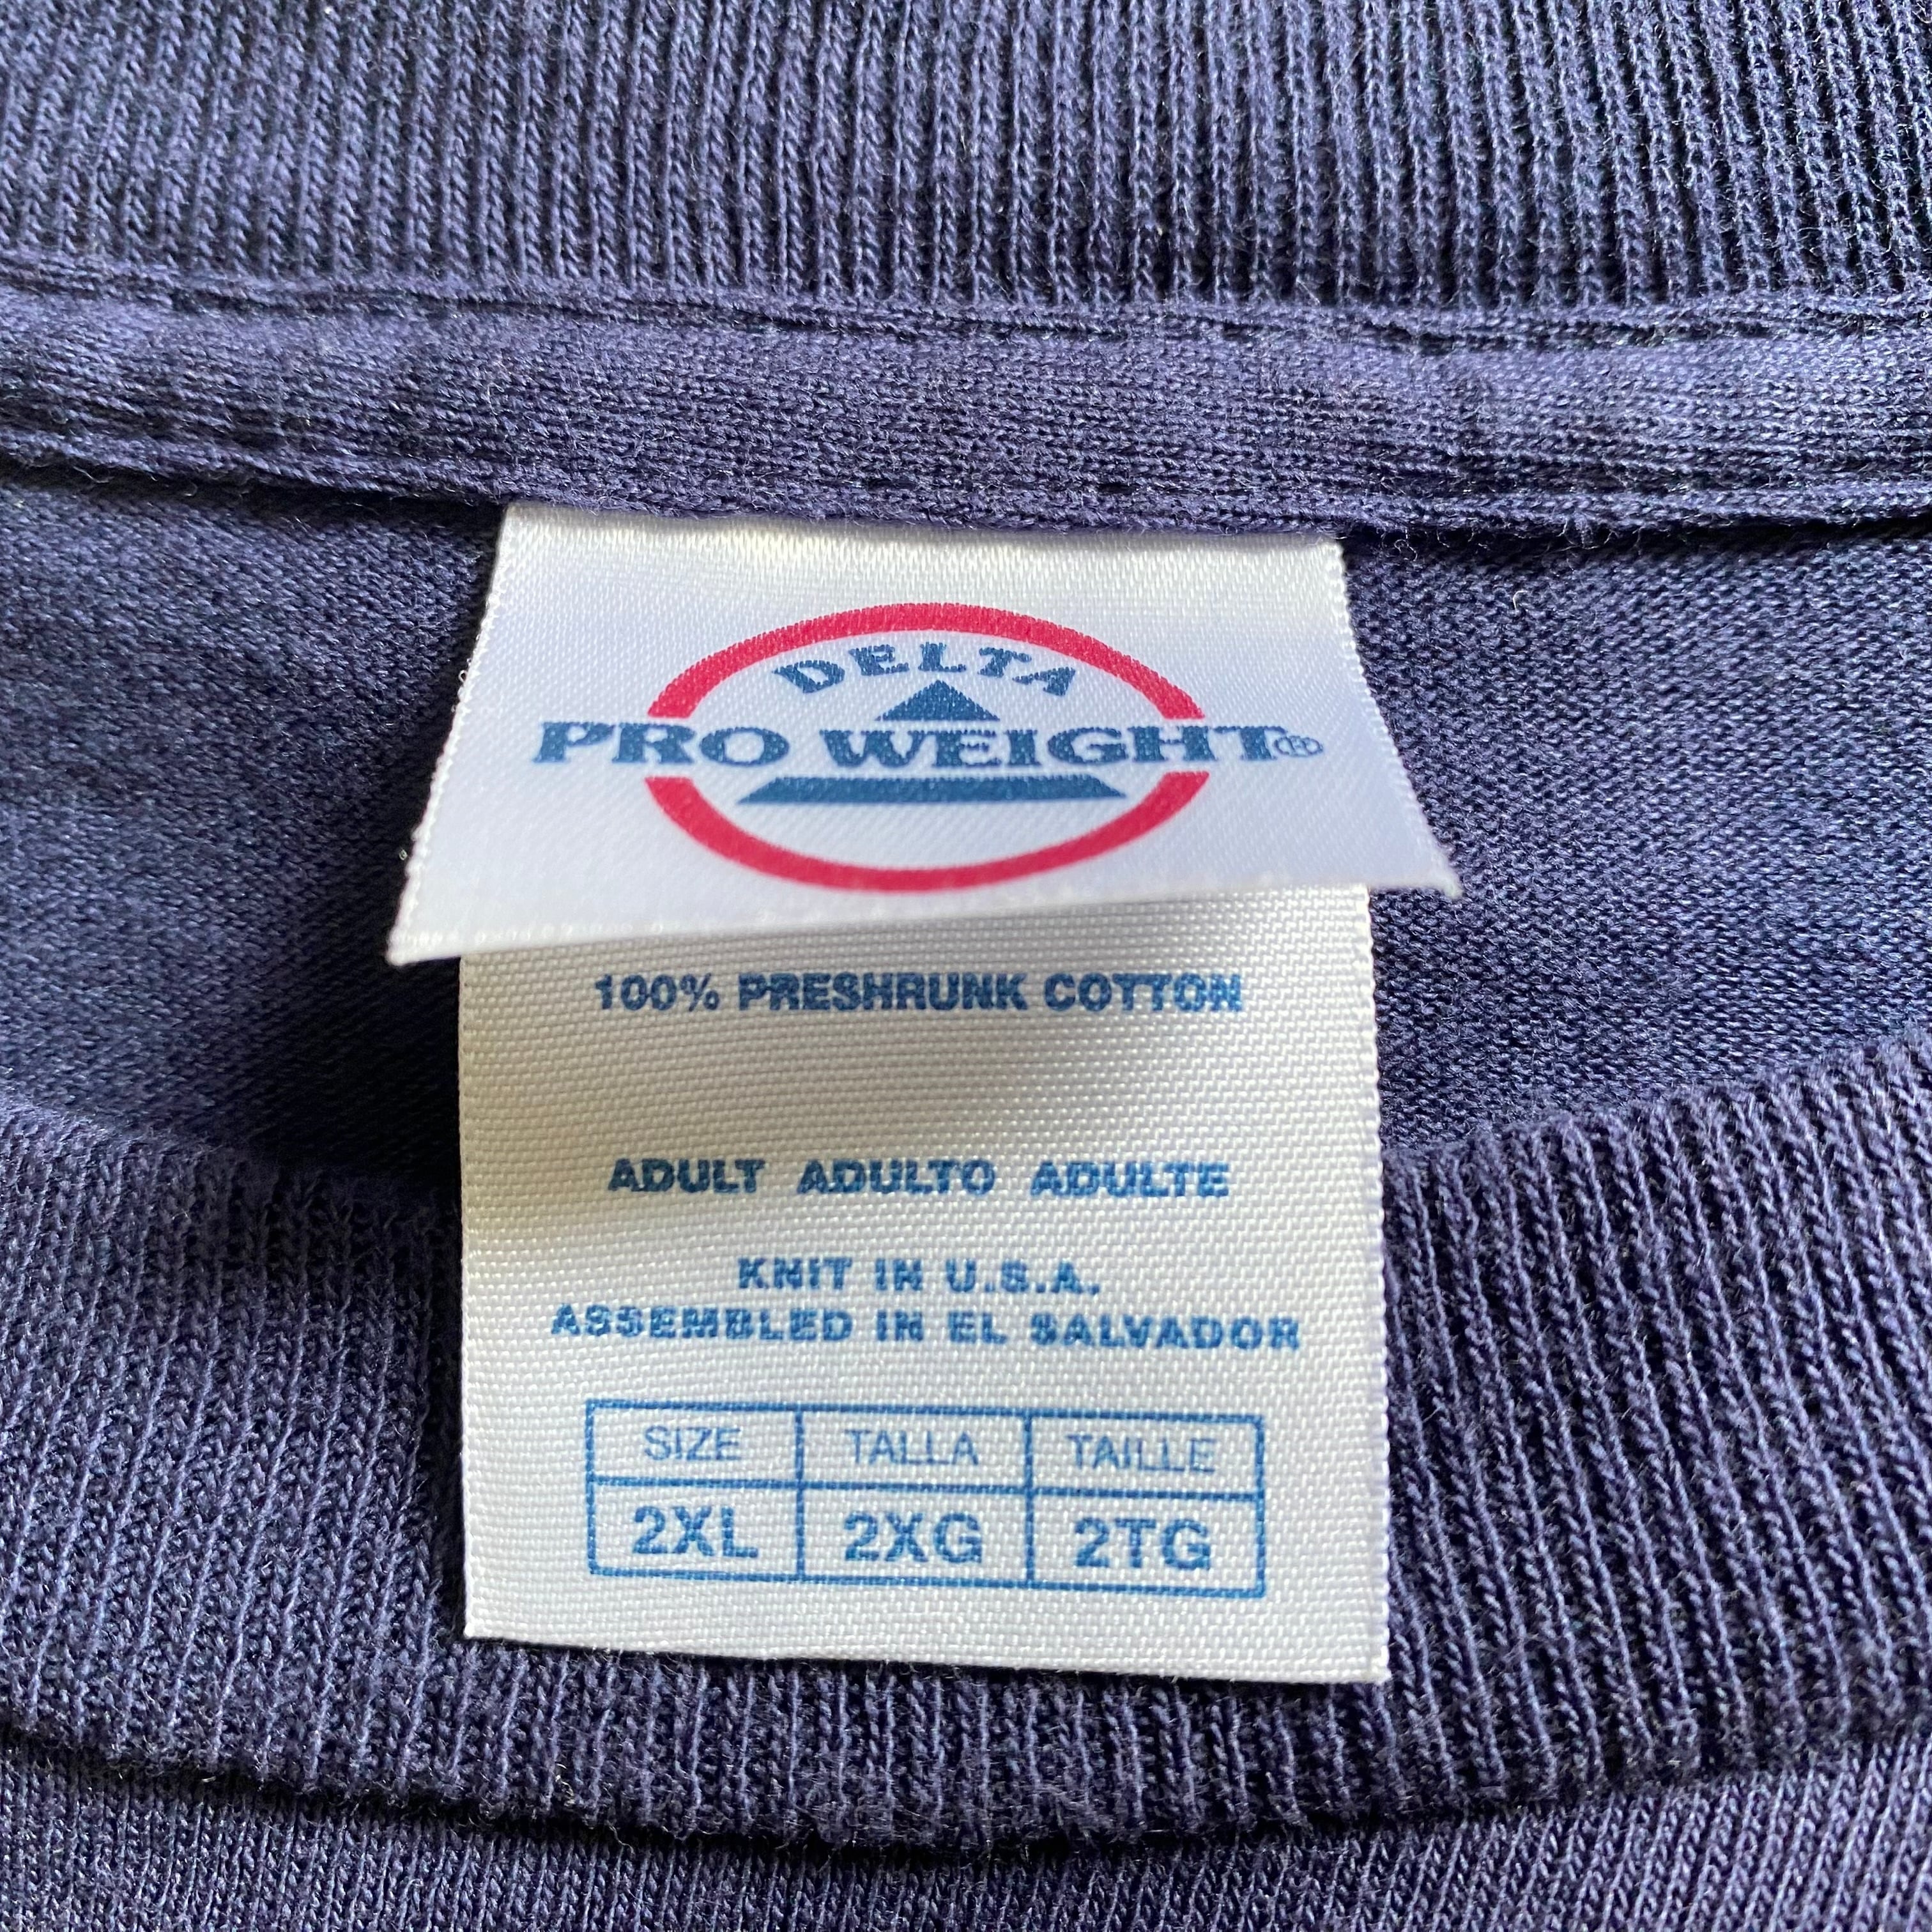 DELTA
PRO WEIGHT®
100% PRESHRUNK COTTON
ADULT ADULTO ADULTE
KNIT IN U.S.A.
ASSEMBLED IN EL SALVADOR
SIZE TALLA TAILLE
2XL 2XG 2TG